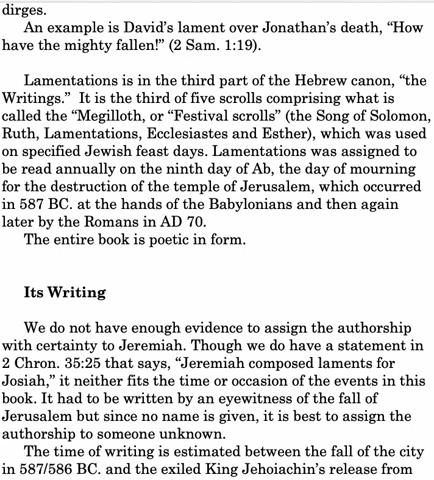 dirges.
An example is David’s lament over Jonathan’s death, “How
have the mighty fallen!” (2 Sam. 1:19).
Lamentations is in the third part of the Hebrew canon, “the
Writings.”  It is the third of five scrolls comprising what is
called the “Megilloth, or “Festival scrolls” (the Song of Solomon,
Ruth, Lamentations, Ecclesiastes and Esther), which was used
on specified Jewish feast days. Lamentations was assigned to
be read annually on the ninth day of Ab, the day of mourning
for the destruction of the temple of Jerusalem, which occurred
in 587 BC. at the hands of the Babylonians and then again
later by the Romans in AD 70.
The entire book is poetic in form.
Its Writing
We do not have enough evidence to assign the authorship
with certainty to Jeremiah. Though we do have a statement in
2 Chron. 35:25 that says, “Jeremiah composed laments for
Josiah,” it neither fits the time or occasion of the events in this
book. It had to be written by an eyewitness of the fall of
Jerusalem but since no name is given, it is best to assign the
authorship to someone unknown.
The time of writing is estimated between the fall of the city
in 587/586 BC. and the exiled King Jehoiachin’s release from